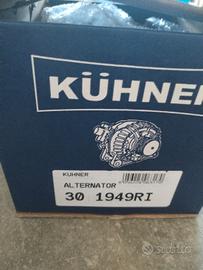 KÜHNER
KUHNER
ALTERNATOR
30 1949RI
Subito